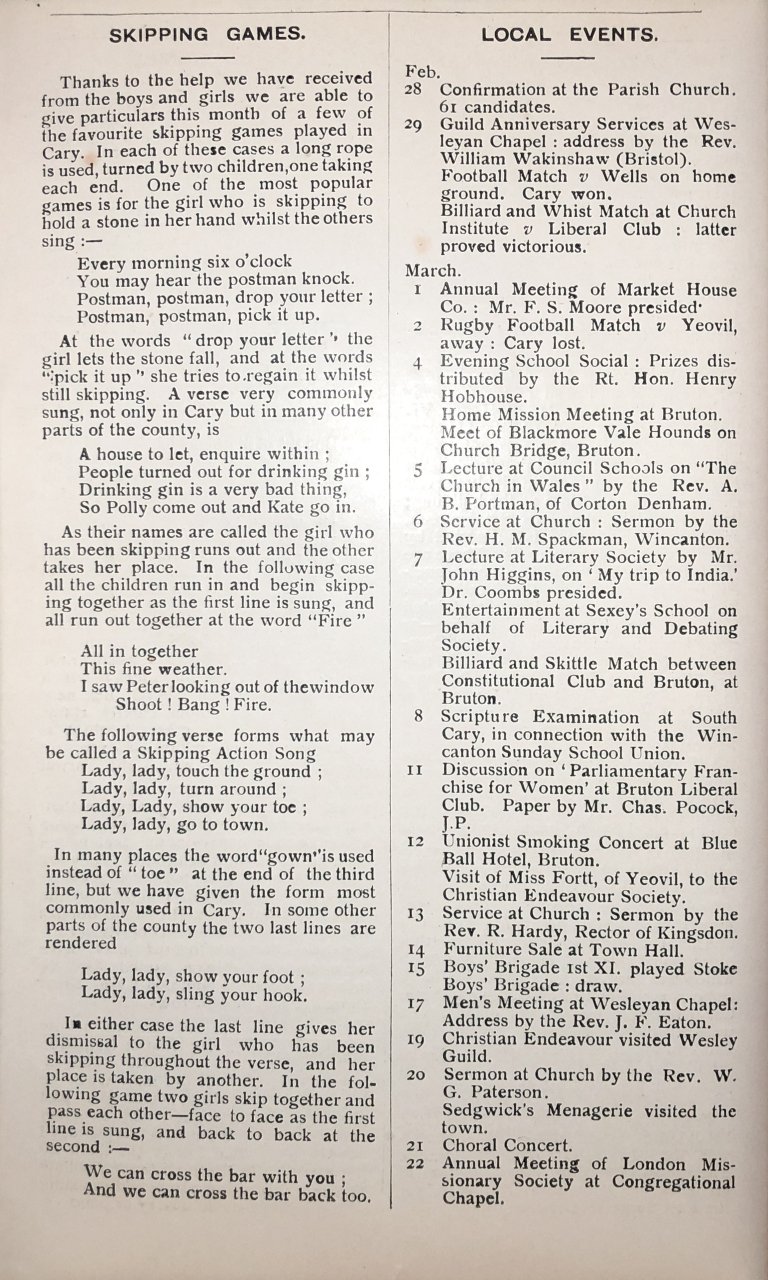 SKIPPING GAMES.
Thanks to the help we have received
from the boys and girls we are able to
give particulars this month of a few of
the favourite skipping games played in
Cary. In each of these cases a long rope
is used, turned by two children,one taking
each end. One of the most popular
games is for the girl who is skipping to
hold a stone in her hand whilst the others
sing :—
Every morning six o'clock
You may hear the postman knock.
Postman, postman, drop your letter ;
Postman, postman, pick it up.
At the words "drop your letter" the
girl lets the stone fall, and at the words
"pick it up" she tries to regain it whilst
still skipping. A verse very commonly
sung, not only in Cary but in many other
parts of the county, is
A house to let, enquire within ;
People turned out for drinking gin ;
Drinking gin is a very bad thing,
So Polly come out and Kate go in.
As their names are called the girl who
has been skipping runs out and the other
takes her place. In the following case
all the children run in and begin skipp-
ing together as the first line is sung, and
all run out together at the word "Fire"
All in together
This fine weather.
I saw Peter looking out of thewindow
Shoot ! Bang ! Fire.
The following verse forms what may
be called a Skipping Action Song
Lady, lady, touch the ground ;
Lady, lady, turn around ;
Lady, Lady, show your toe ;
Lady, lady, go to town.
In many places the word"gown"is used
instead of "toe" at the end of the third
line, but we have given the form most
commonly used in Cary. In some other
parts of the county the two last lines are
rendered
Lady, lady, show your foot ;
Lady, lady, sling your hook.
In either case the last line gives her
dismissal to the girl who has been
skipping throughout the verse, and her
place is taken by another. In the fol-
lowing game two girls skip together and
pass each other—face to face as the first
line is sung, and back to back at the
second :—
We can cross the bar with you ;
And we can cross the bar back too.
LOCAL EVENTS.
Feb.
28 Confirmation at the Parish Church.
61 candidates.
29 Guild Anniversary Services at Wes-
leyan Chapel : address by the Rev.
William Wakinshaw (Bristol).
Football Match v Wells on home
ground. Cary won.
Billiard and Whist Match at Church
Institute v Liberal Club : latter
proved victorious.
March.
1 Annual Meeting of Market House
Co. : Mr. F. S. Moore presided·
2 Rugby Football Match v Yeovil,
away : Cary lost.
4 Evening School Social : Prizes dis-
tributed by the Rt. Hon. Henry
Hobhouse.
Home Mission Meeting at Bruton.
Meet of Blackmore Vale Hounds on
Church Bridge, Bruton.
5 Lecture at Council Schools on "The
Church in Wales" by the Rev. A.
B. Portman, of Corton Denham.
6 Service at Church : Sermon by the
Rev. H. M. Spackman, Wincanton.
7 Lecture at Literary Society by Mr.
John Higgins, on 'My trip to India.'
Dr. Coombs presided.
Entertainment at Sexey's School on
behalf of Literary and Debating
Society.
Billiard and Skittle Match between
Constitutional Club and Bruton, at
Bruton.
8 Scripture Examination at South
Cary, in connection with the Win-
canton Sunday School Union.
11 Discussion on 'Parliamentary Fran-
chise for Women' at Bruton Liberal
Club. Paper by Mr. Chas. Pocock,
J.P.
12 Unionist Smoking Concert at Blue
Ball Hotel, Bruton.
Visit of Miss Fortt, of Yeovil, to the
Christian Endeavour Society.
13 Service at Church : Sermon by the
Rev. R. Hardy, Rector of Kingsdon.
14 Furniture Sale at Town Hall.
15 Boys' Brigade 1st XI. played Stoke
Boys' Brigade : draw.
17 Men's Meeting at Wesleyan Chapel:
Address by the Rev. J. F. Eaton.
19 Christian Endeavour visited Wesley
Guild.
20 Sermon at Church by the Rev. W.
G. Paterson.
Sedgwick's Menagerie visited the
town.
21 Choral Concert.
22 Annual Meeting of London Mis-
sionary Society at Congregational
Chapel.